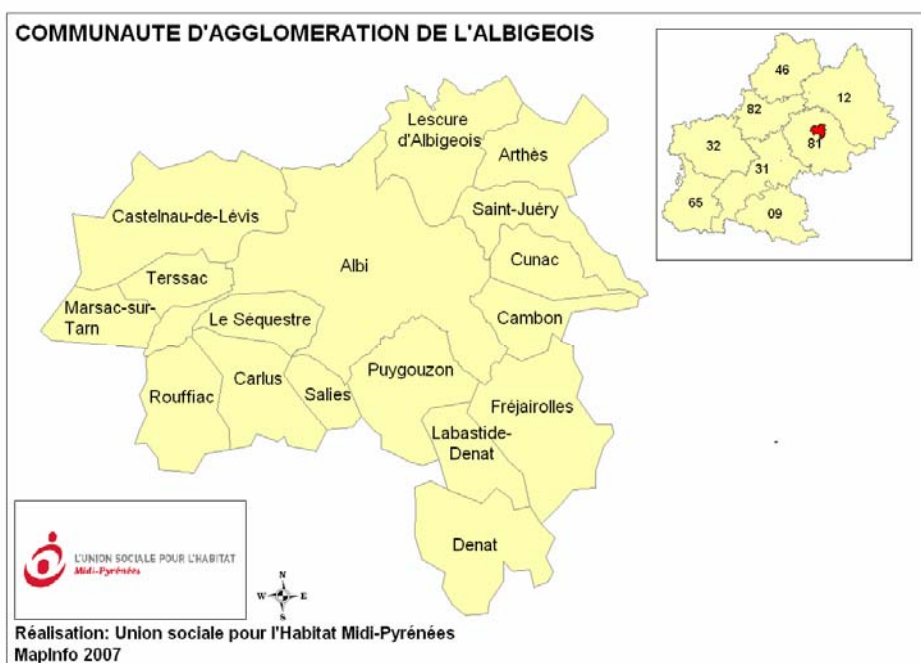 COMMUNAUTE D'AGGLOMERATION DE L'ALBIGEOIS
46
12
82
32
81
31
65
09
Lescure
d'Albigeois
Arthès
Castelnau-de-Lévis
Saint-Juéry
Albi
Cunac
Terssac
Marsac-sur-
Tarn
Le Séquestre
Cambon
Puygouzon
Carlus
Salies
Rouffiac
Fréjairolles
Labastide-
Denat
Denat
L'UNION SOCIALE POUR L'HABITAT
Midi-Pyrénées
N
W E
S
Réalisation: Union sociale pour l'Habitat Midi-Pyrénées
MapInfo 2007